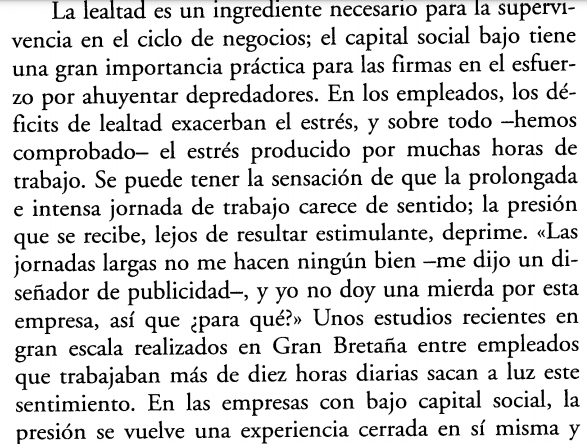 La lealtad es un ingrediente necesario para la supervi-
vencia en el ciclo de negocios; el capital social bajo tiene
una gran importancia práctica para las firmas en el esfuer-
zo por ahuyentar depredadores. En los empleados, los dé-
ficits de lealtad exacerban el estrés, y sobre todo –hemos
comprobado– el estrés producido por muchas horas de
trabajo. Se puede tener la sensación de que la prolongada
e intensa jornada de trabajo carece de sentido; la presión
que se recibe, lejos de resultar estimulante, deprime. «Las
jornadas largas no me hacen ningún bien –me dijo un di-
señador de publicidad–, y yo no doy una mierda por esta
empresa, así que ¿para qué?» Unos estudios recientes en
gran escala realizados en Gran Bretaña entre empleados
que trabajaban más de diez horas diarias sacan a luz este
sentimiento. En las empresas con bajo capital social, la
presión se vuelve una experiencia cerrada en sí misma y